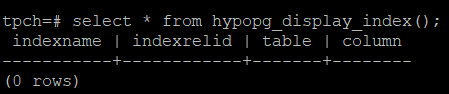 tpch=# select * from hypopg_display_index();
 indexname | indexrelid | table | column
-----------+------------+-------+--------
(0 rows)